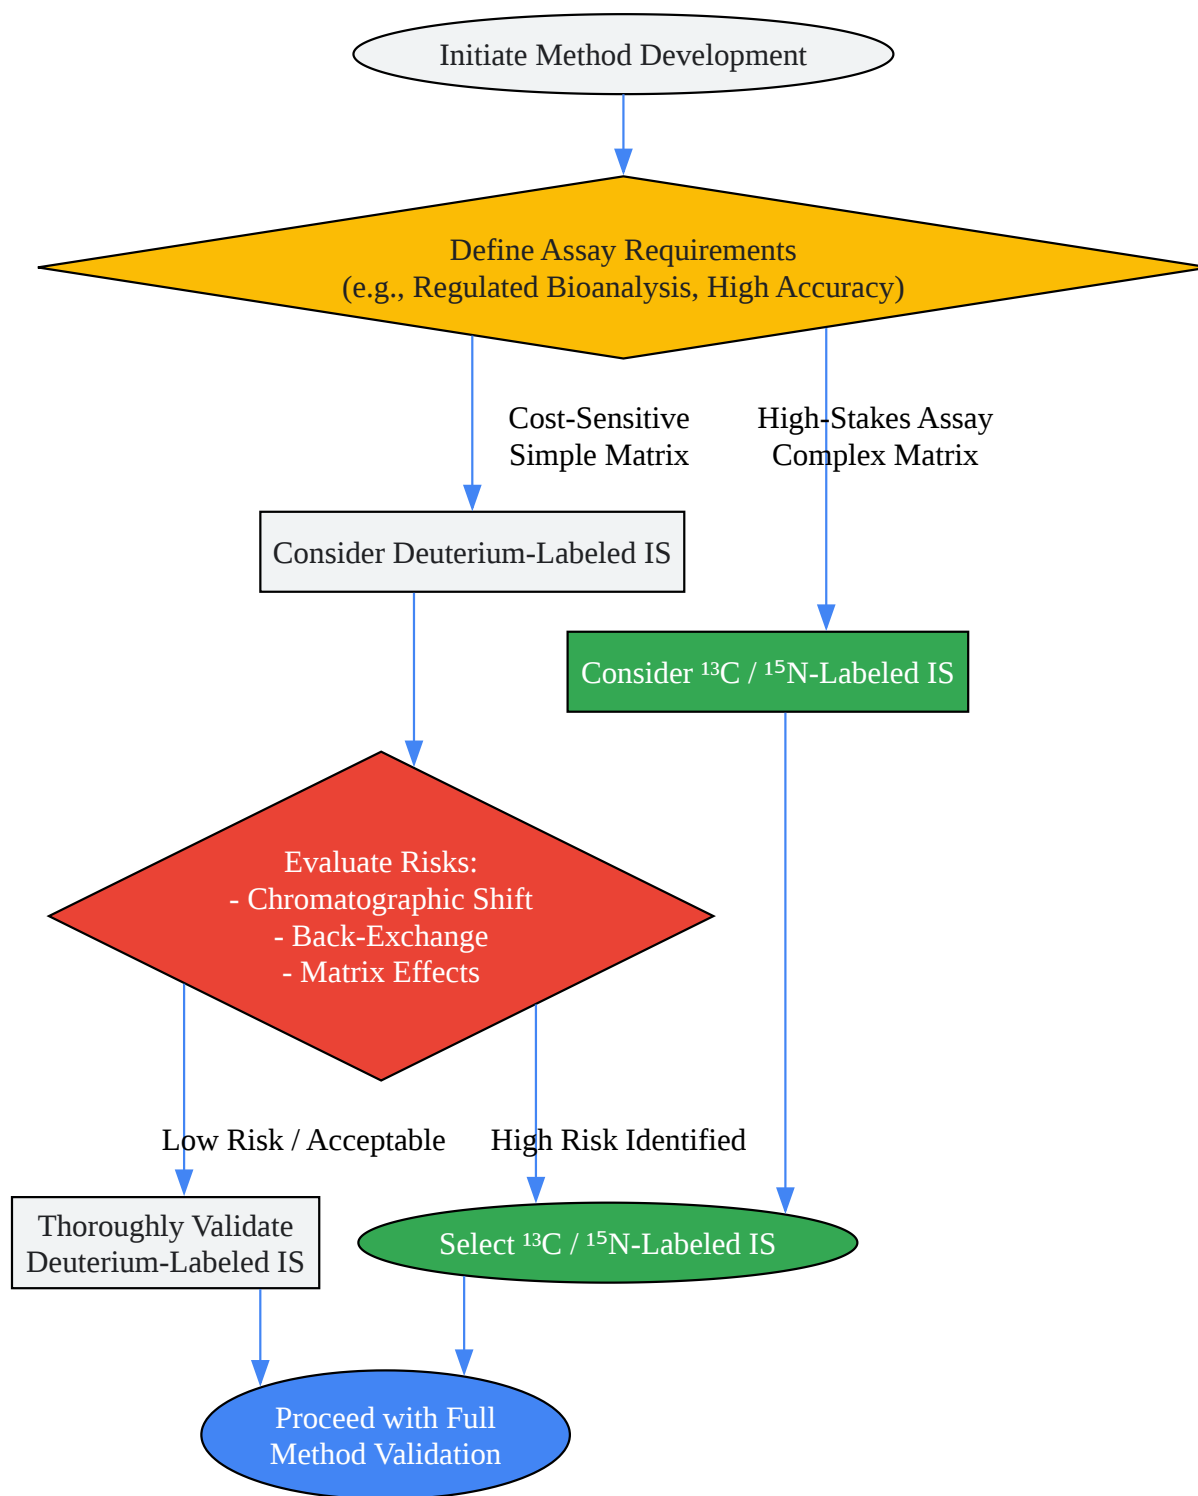 Initiate Method Development
Define Assay Requirements
(e.g., Regulated Bioanalysis, High Accuracy)
Cost-Sensitive
Simple Matrix
High-Stakes Assay
Complex Matrix
Consider Deuterium-Labeled IS
Consider ¹³C / ¹⁵N-Labeled IS
Evaluate Risks:
- Chromatographic Shift
- Back-Exchange
- Matrix Effects
Low Risk / Acceptable
High Risk Identified
Thoroughly Validate
Deuterium-Labeled IS
Select ¹³C / ¹⁵N-Labeled IS
Proceed with Full
Method Validation